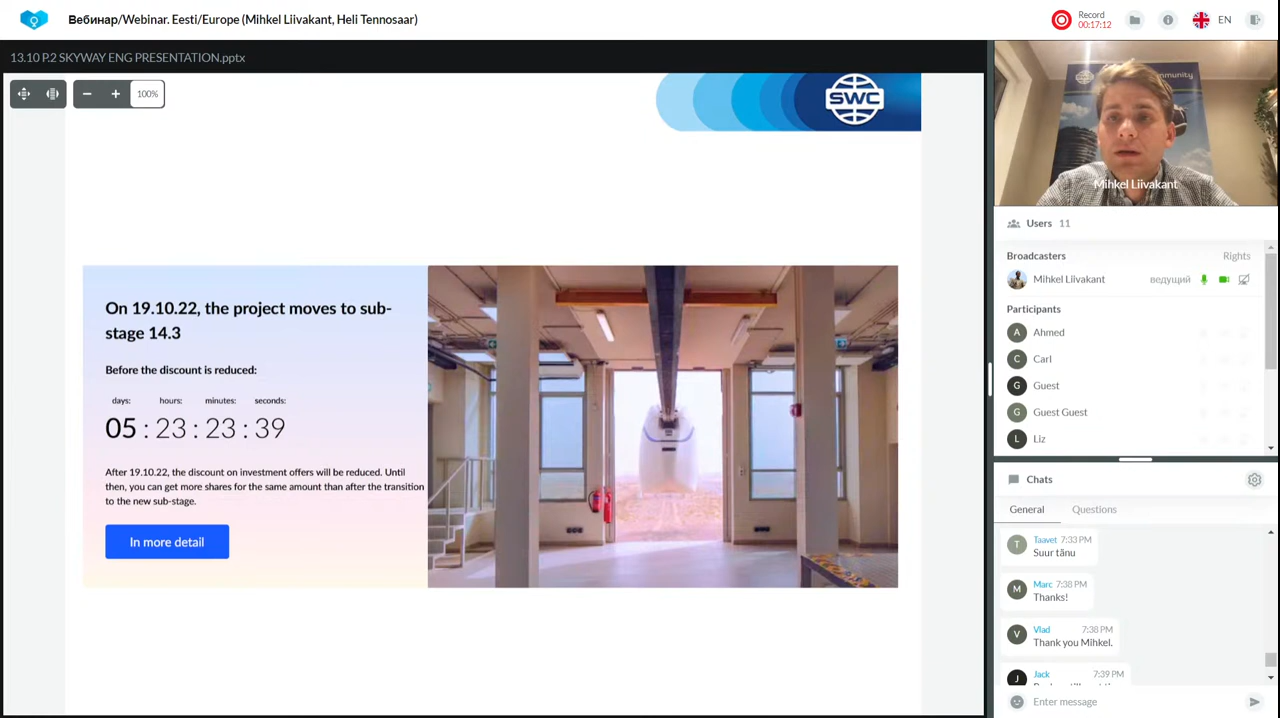 Вебинар/Webinar. Eesti/Europe (Mihkel Liivakant, Heli Tennosaar)
Record
00:17:12
EN
13.10 P.2 SKYWAY ENG PRESENTATION.pptx
100%
SWC
mmunity
Mihkel Liivakant
On 19.10.22, the project moves to sub-
stage 14.3
Before the discount is reduced:
days: hours: minutes: seconds:
05 : 23 : 23 : 39
After 19.10.22, the discount on investment offers will be reduced. Until
then, you can get more shares for the same amount than after the transition
to the new sub-stage.
In more detail
Users 11
Broadcasters Rights
Mihkel Liivakant ведущий
Participants
A Ahmed
C Carl
G Guest
G Guest Guest
L Liz
Chats
General Questions
T Taavet 7:33 PM
Suur tänu
M Marc 7:38 PM
Thanks!
V Vlad 7:38 PM
Thank you Mihkel.
J Jack 7:39 PM
Enter message